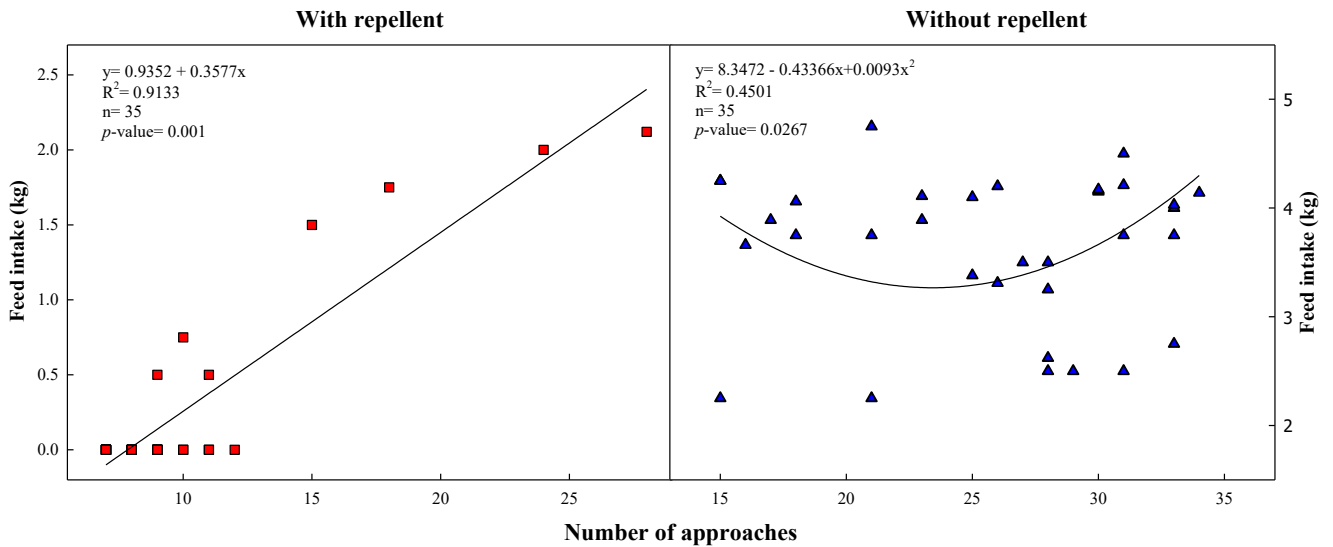 With repellent
Without repellent
y= 0.9352 + 0.3577x
R²= 0.9133
n= 35
p-value= 0.001
y= 8.3472 - 0.43366x+0.0093x²
R²= 0.4501
n= 35
p-value= 0.0267
Feed intake (kg)
2.5
2.0
1.5
1.0
0.5
0.0
5
4
3
2
Feed intake (kg)
10 15 20 25
15 20 25 30 35
Number of approaches